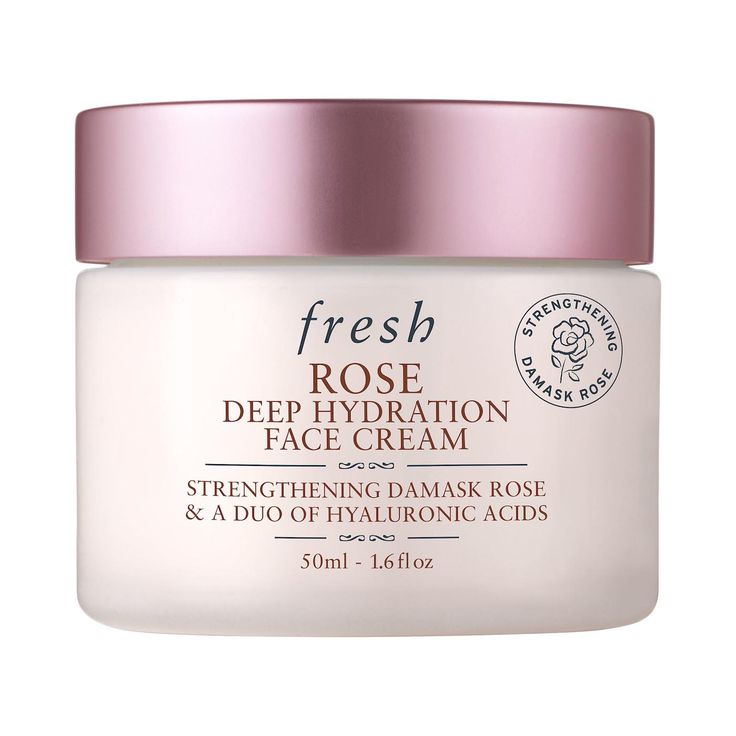 fresh
ROSE
DEEP HYDRATION
FACE CREAM
STRENGTHENING DAMASK ROSE
& A DUO OF HYALURONIC ACIDS
50ml - 1.6 fl oz
STRENGTHENING
DAMASK ROSE